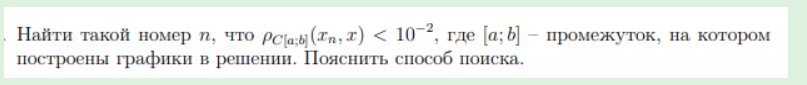 . Найти такой номер n, что ρ_{C[a;b]}(x_n, x) < 10^{−2}, где [a; b] – промежуток, на котором
построены графики в решении. Пояснить способ поиска.